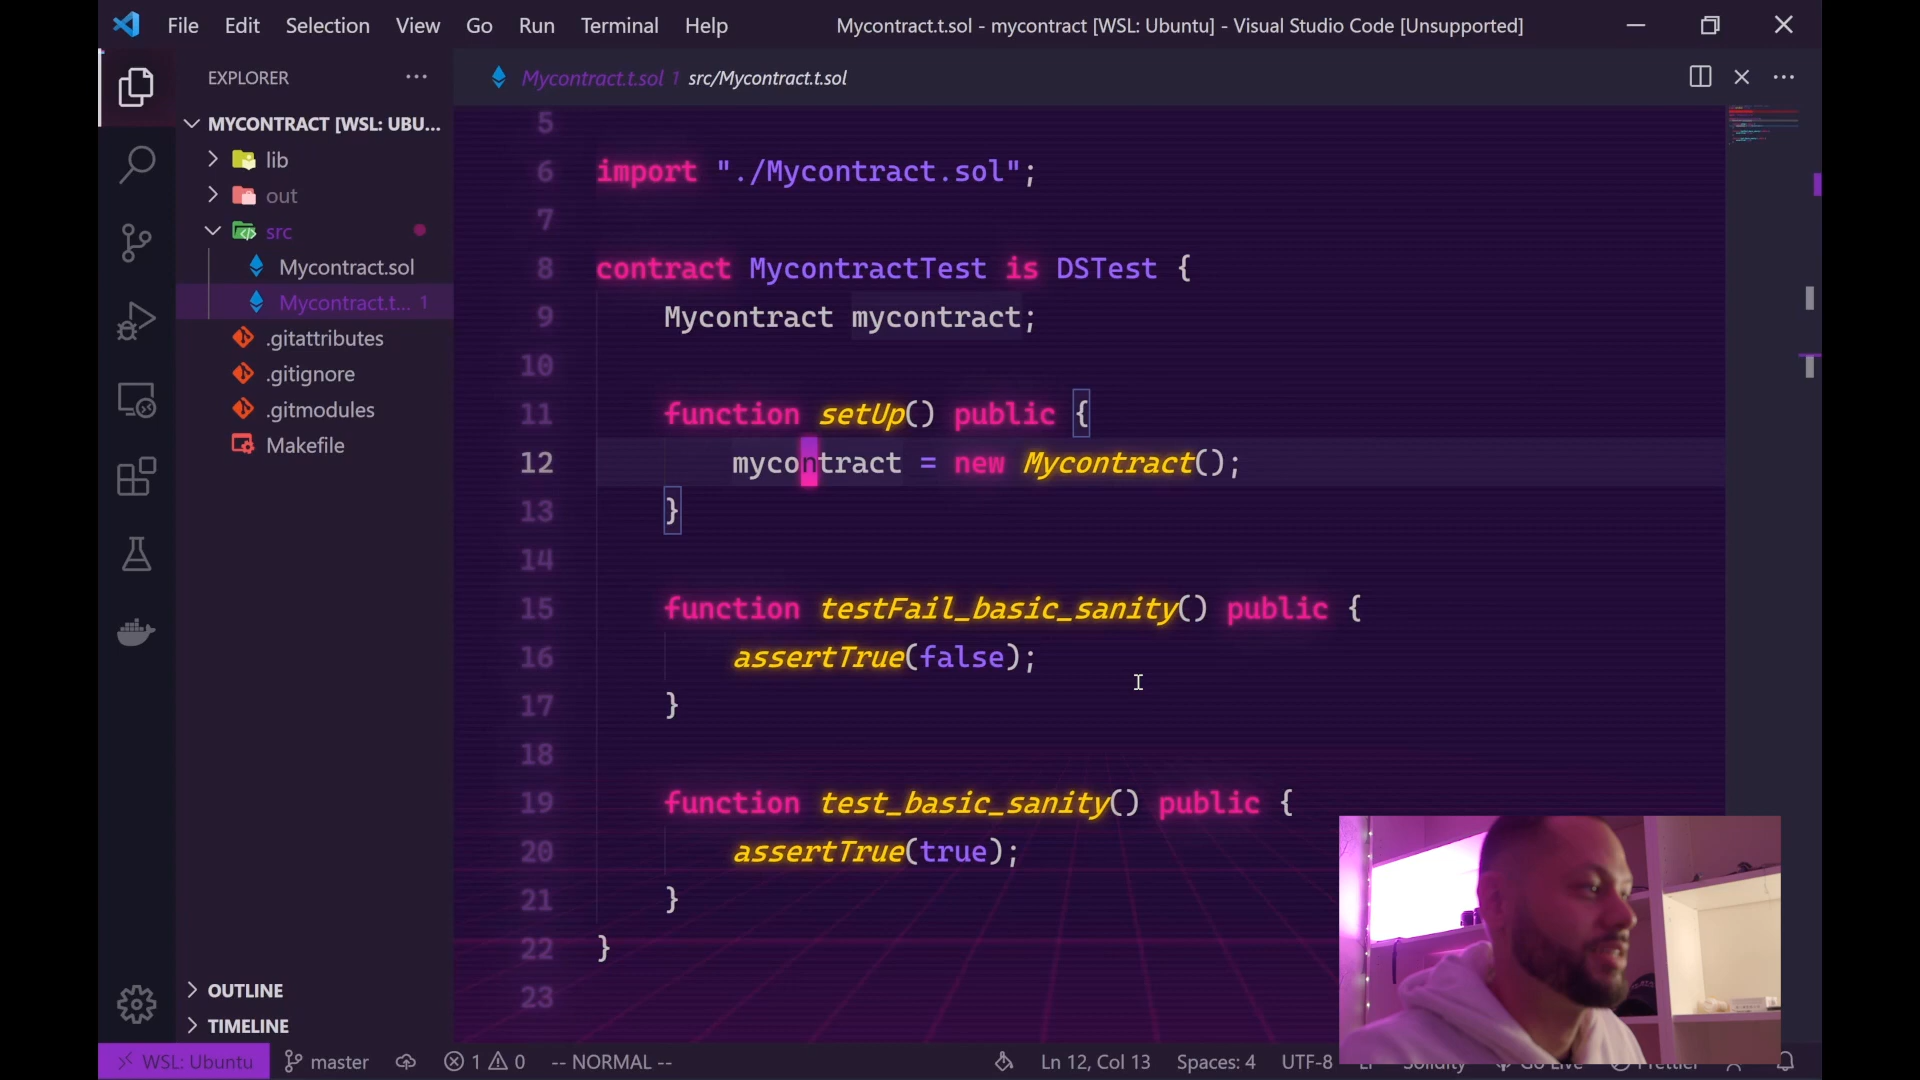 File Edit Selection View Go Run Terminal Help
Mycontract.t.sol - mycontract [WSL: Ubuntu] - Visual Studio Code [Unsupported]
EXPLORER
Mycontract.t.sol 1 src/Mycontract.t.sol
MYCONTRACT [WSL: UBU...
lib
out
src
Mycontract.sol
Mycontract.t... 1
.gitattributes
.gitignore
.gitmodules
Makefile
OUTLINE
TIMELINE
5
6 import "./Mycontract.sol";
7
8 contract MycontractTest is DSTest {
9 Mycontract mycontract;
10
11 function setUp() public {
12 mycontract = new Mycontract();
13 }
14
15 function testFail_basic_sanity() public {
16 assertTrue(false);
17 }
18
19 function test_basic_sanity() public {
20 assertTrue(true);
21 }
22 }
23
WSL: Ubuntu master 1 0 -- NORMAL -- Ln 12, Col 13 Spaces: 4 UTF-8 LF Solidity Go Live Prettier